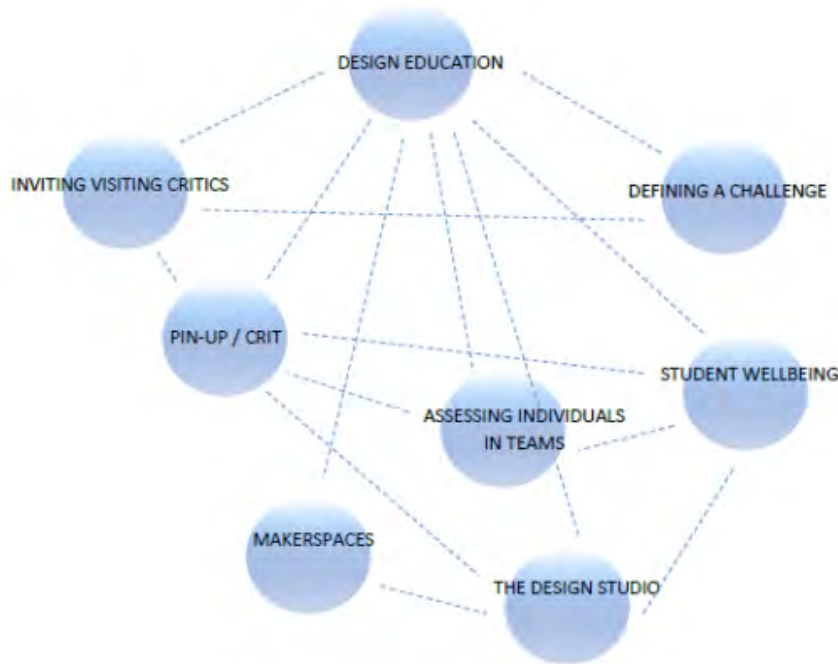 DESIGN EDUCATION
INVITING VISITING CRITICS
DEFINING A CHALLENGE
PIN-UP / CRIT
STUDENT WELLBEING
ASSESSING INDIVIDUALS
IN TEAMS
MAKERSPACES
THE DESIGN STUDIO